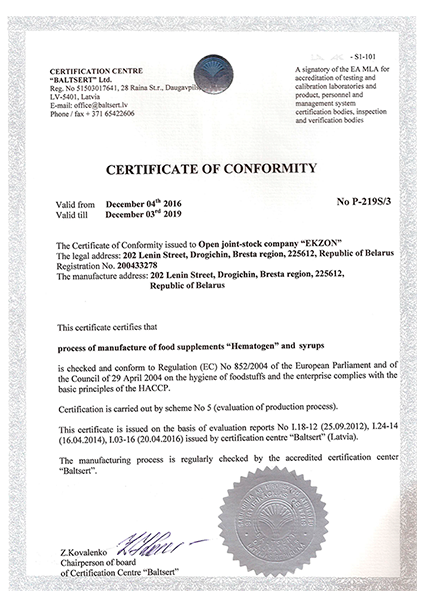 - S1-101
CERTIFICATION CENTRE
"BALTSERT" Ltd.
Reg. No 51503017641, 28 Raina St.r.,
LV-5401, Latvia
E-mail: office@baltsert.lv
Phone / fax + 371 65422606
A signatory of the EA MLA for
accreditation of testing and
calibration laboratories and
product, personnel and
management system
certification bodies, inspection
and verification bodies
CERTIFICATE OF CONFORMITY
Valid from December 04th 2016
Valid till December 03rd 2019
No P-219S/3
The Certificate of Conformity issued to Open joint-stock company "EKZON"
The legal address: 202 Lenin Street, Drogichin, Bresta region, 225612, Republic of Belarus
Registration No. 200433278
The manufacture address: 202 Lenin Street, Drogichin, Bresta region, 225612,
Republic of Belarus
This certificate certifies that
process of manufacture of food supplements "Hematogen" and syrups
is checked and conform to Regulation (EC) No 852/2004 of the European Parliament and of
the Council of 29 April 2004 on the hygiene of foodstuffs and the enterprise complies with the
basic principles of the HACCP.
Certification is carried out by scheme No 5 (evaluation of production process).
This certificate is issued on the basis of evaluation reports No I.18-12 (25.09.2012), I.24-14
(16.04.2014), I.03-16 (20.04.2016) issued by certification centre "Baltsert" (Latvia).
The manufacturing process is regularly checked by the accredited certification center
"Baltsert".
Z.Kovalenko
Chairperson of board
of Certification Centre "Baltsert"